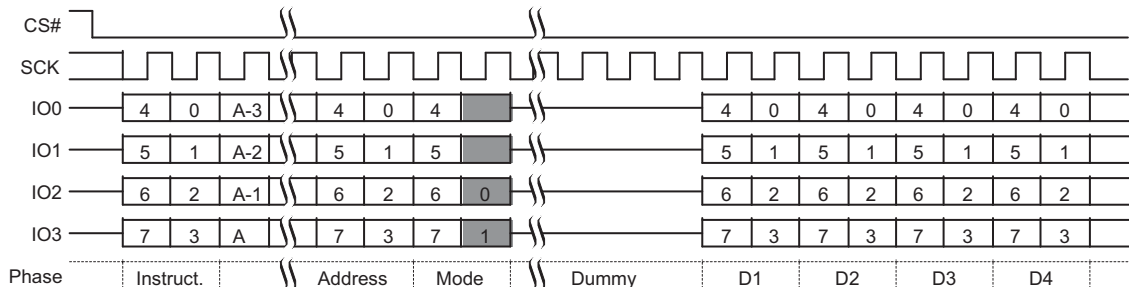 CS#
SCK
IO0 4 0 A-3 4 0 4 4 0 4 0 4 0 4 0
IO1 5 1 A-2 5 1 5 5 1 5 1 5 1 5 1
IO2 6 2 A-1 6 2 6 0 6 2 6 2 6 2 6 2
IO3 7 3 A 7 3 7 1 7 3 7 3 7 3 7 3
Phase Instruct. Address Mode Dummy D1 D2 D3 D4